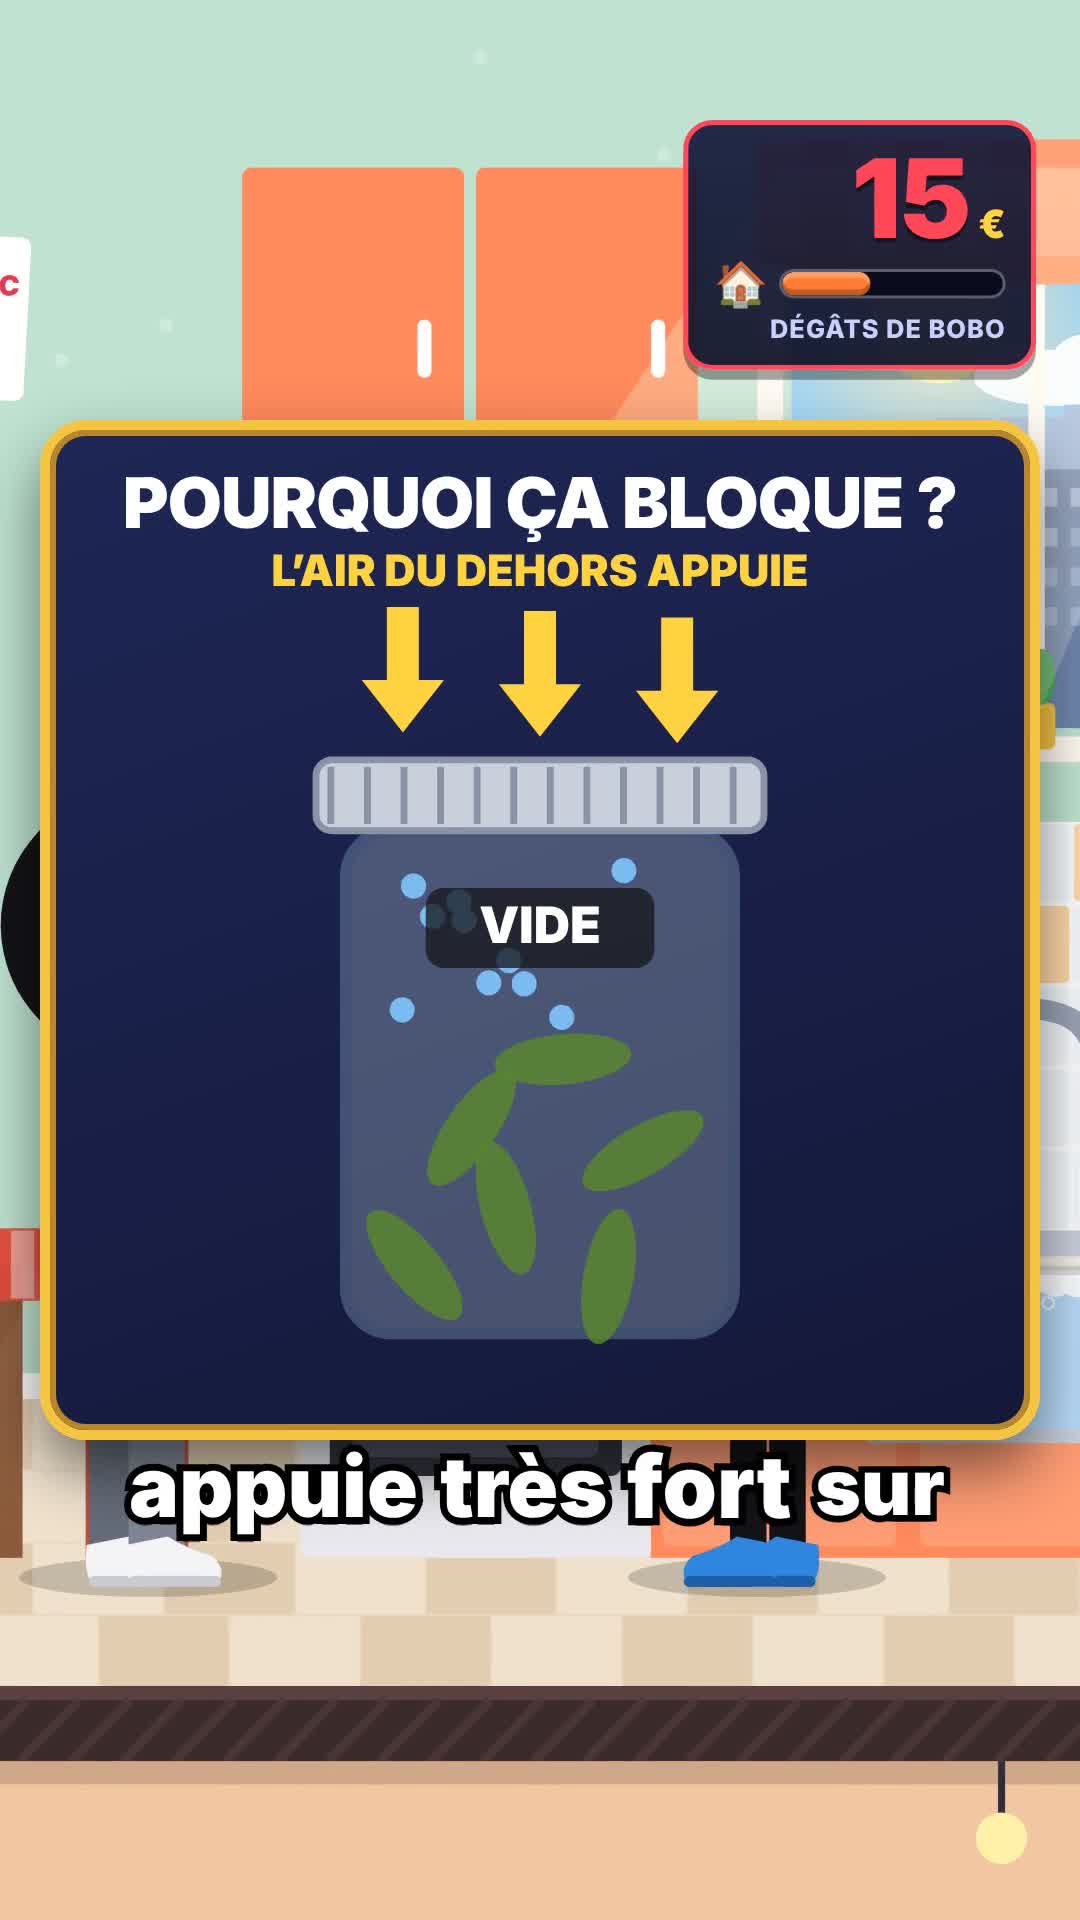 15 €
DÉGÂTS DE BOBO
C
POURQUOI ÇA BLOQUE ?
L'AIR DU DEHORS APPUIE
VIDE
appuie très fort sur